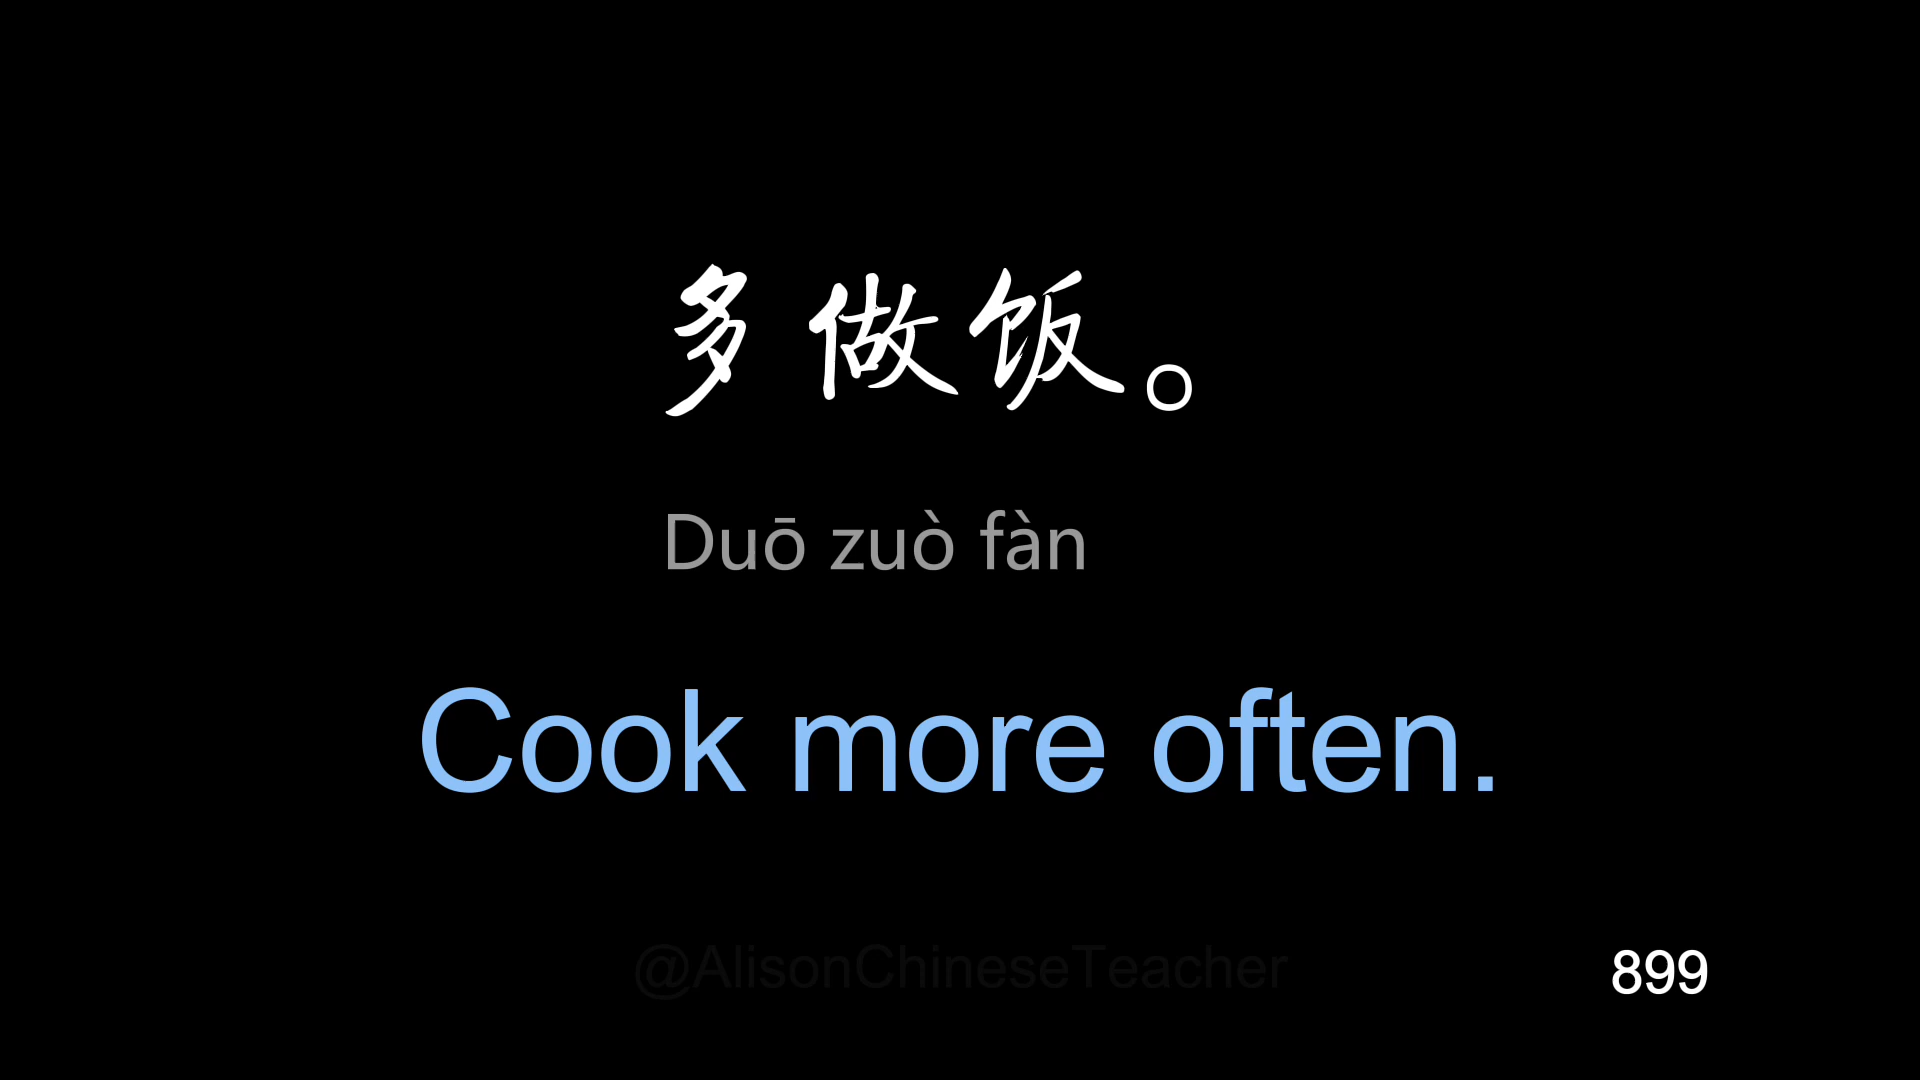 多做饭。
Duō zuò fàn
Cook more often.
@AlisonChineseTeacher
899